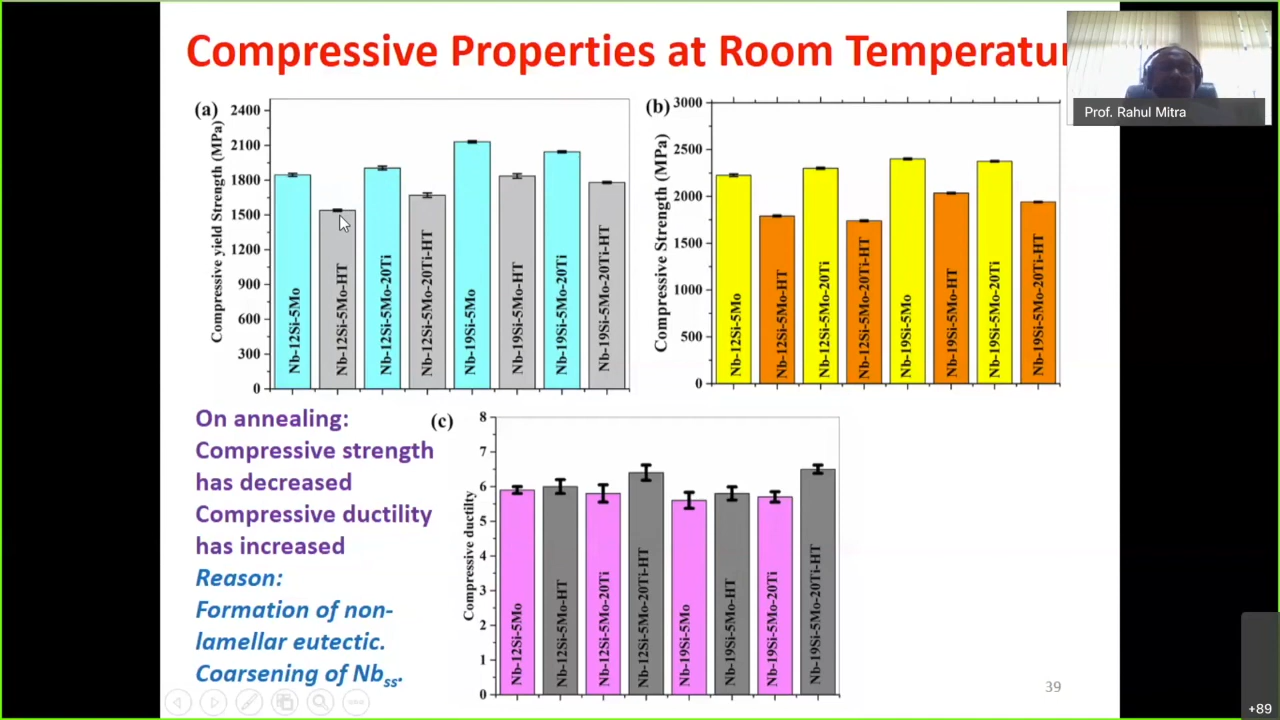 Compressive Properties at Room Temperatur
Prof. Rahul Mitra
(a)
Compressive yield Strength (MPa)
2400
2100
1800
1500
1200
900
600
300
0
Nb-12Si-5Mo
Nb-12Si-5Mo-HT
Nb-12Si-5Mo-20Ti
Nb-12Si-5Mo-20Ti-HT
Nb-19Si-5Mo
Nb-19Si-5Mo-HT
Nb-19Si-5Mo-20Ti
Nb-19Si-5Mo-20Ti-HT
(b)
Compressive Strength (MPa)
3000
2500
2000
1500
1000
500
0
Nb-12Si-5Mo
Nb-12Si-5Mo-HT
Nb-12Si-5Mo-20Ti
Nb-12Si-5Mo-20Ti-HT
Nb-19Si-5Mo
Nb-19Si-5Mo-HT
Nb-19Si-5Mo-20Ti
Nb-19Si-5Mo-20Ti-HT
On annealing:
Compressive strength
has decreased
Compressive ductility
has increased
Reason:
Formation of non-
lamellar eutectic.
Coarsening of Nbss.
(c)
Compressive ductility
8
7
6
5
4
3
2
1
0
Nb-12Si-5Mo
Nb-12Si-5Mo-HT
Nb-12Si-5Mo-20Ti
Nb-12Si-5Mo-20Ti-HT
Nb-19Si-5Mo
Nb-19Si-5Mo-HT
Nb-19Si-5Mo-20Ti
Nb-19Si-5Mo-20Ti-HT
39
+89